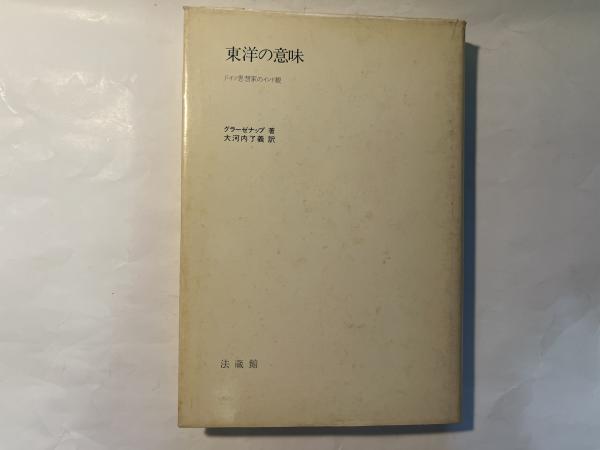 東洋の意味
ドイツ思想家のインド観
グラーゼナップ 著
大河内了義 訳
法蔵館